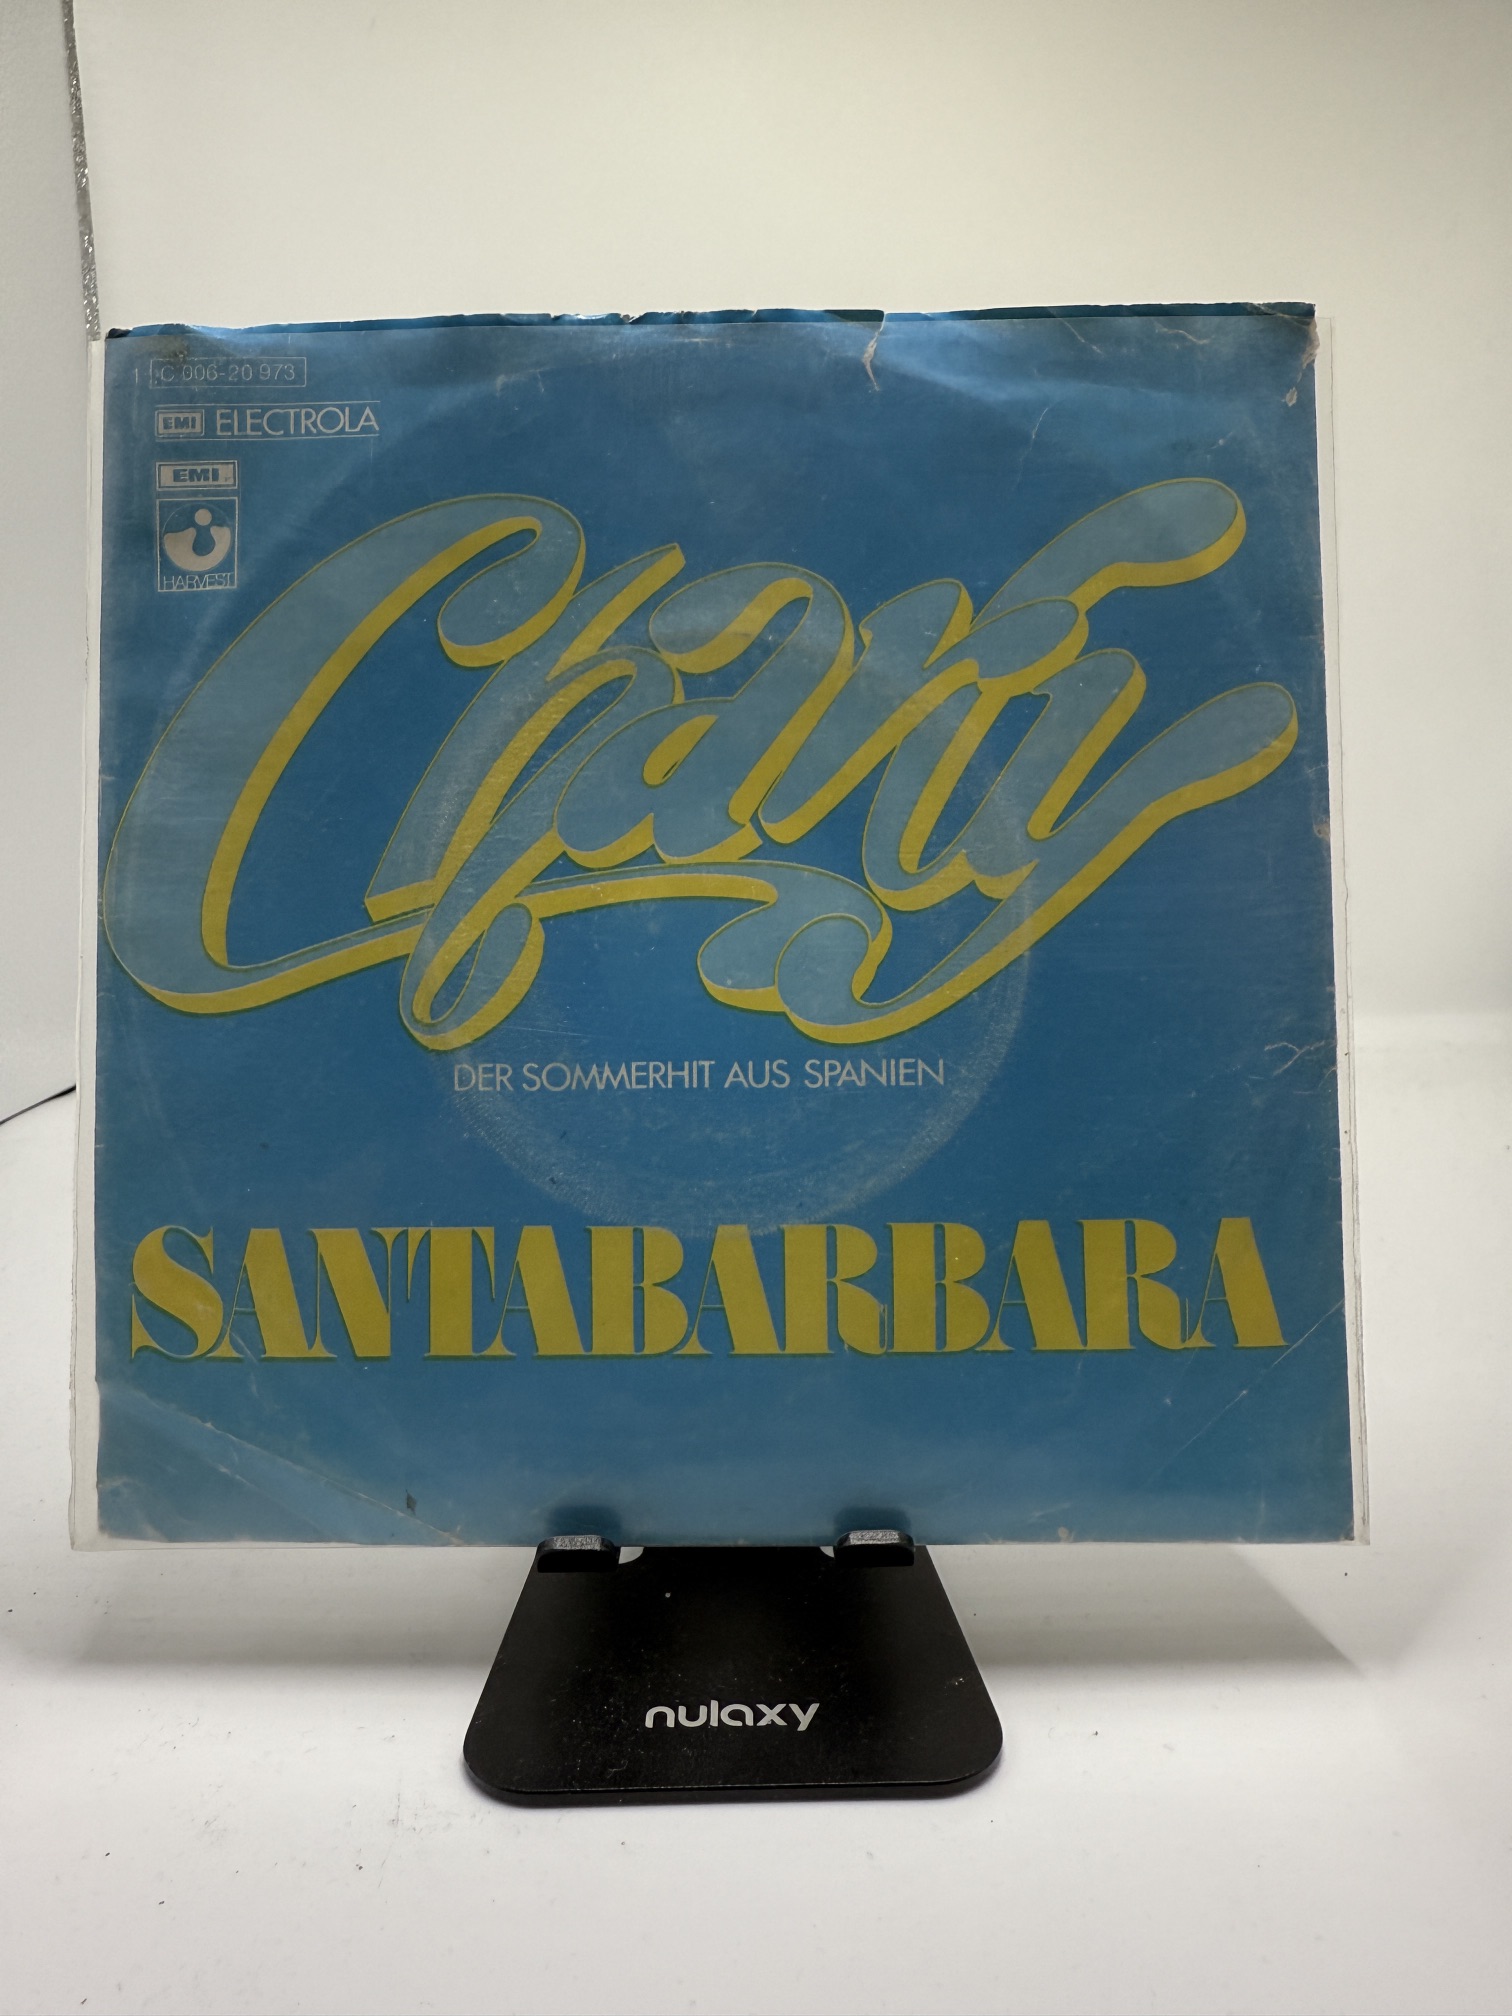 1 C 006-20 973
EMI ELECTROLA
EMI
HARVEST
Charly
DER SOMMERHIT AUS SPANIEN
SANTABARBARA
nulaxy